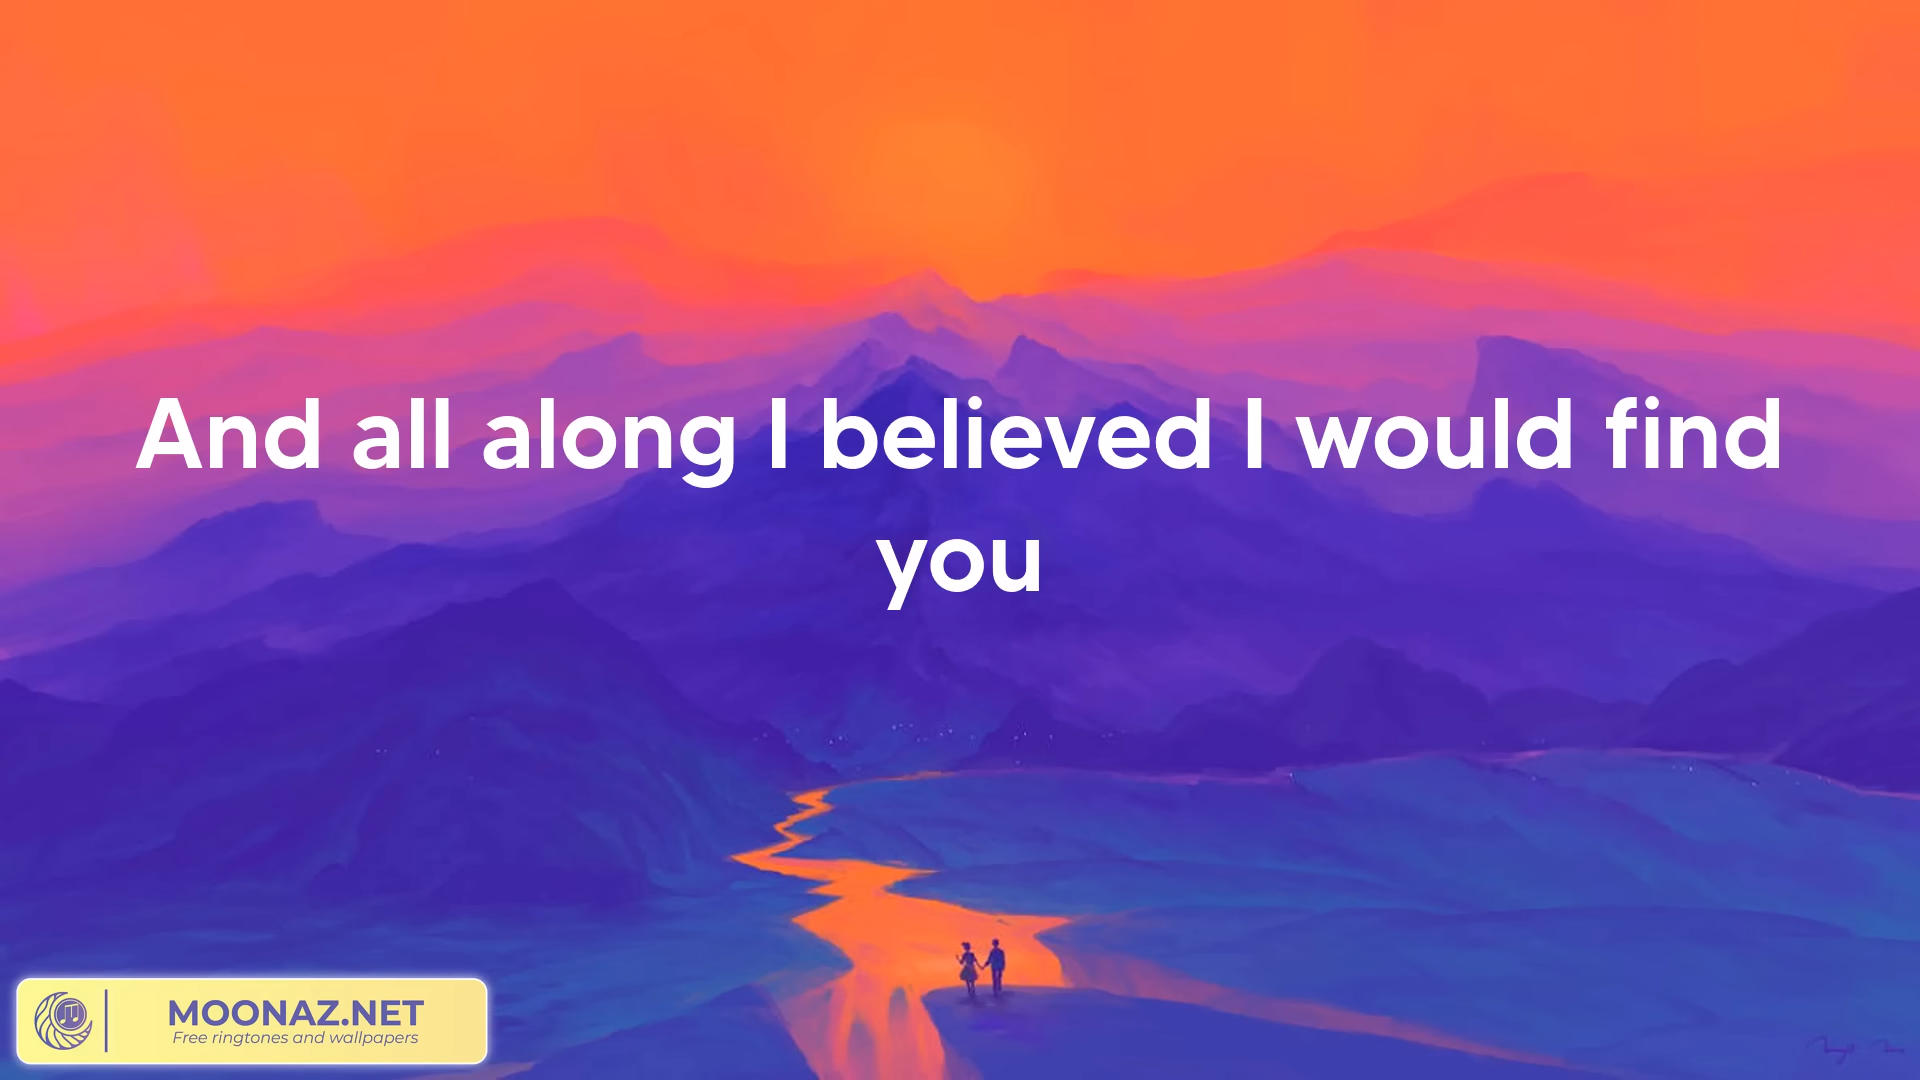 And all along I believed I would find
you
MOONAZ.NET
Free ringtones and wallpapers